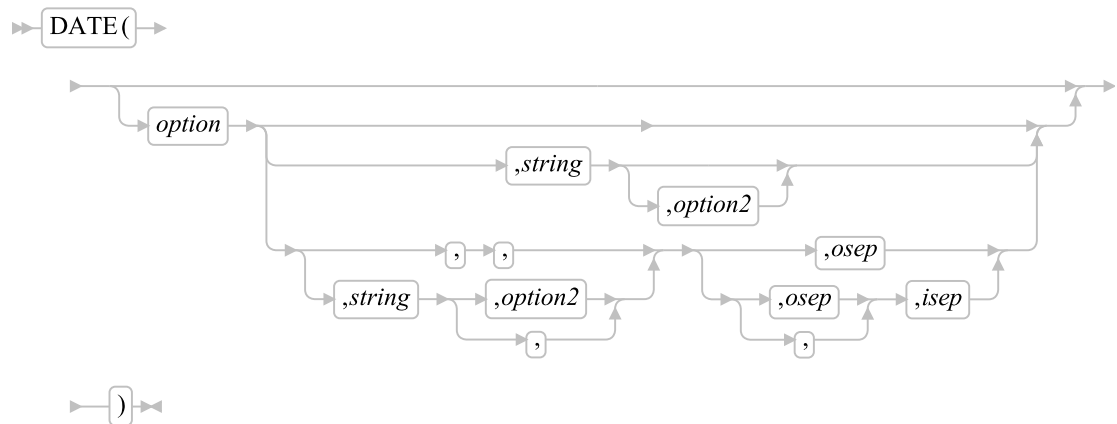 DATE(
option
,string
,option2
, , ,osep
,string ,option2 ,osep ,isep
, ,
)